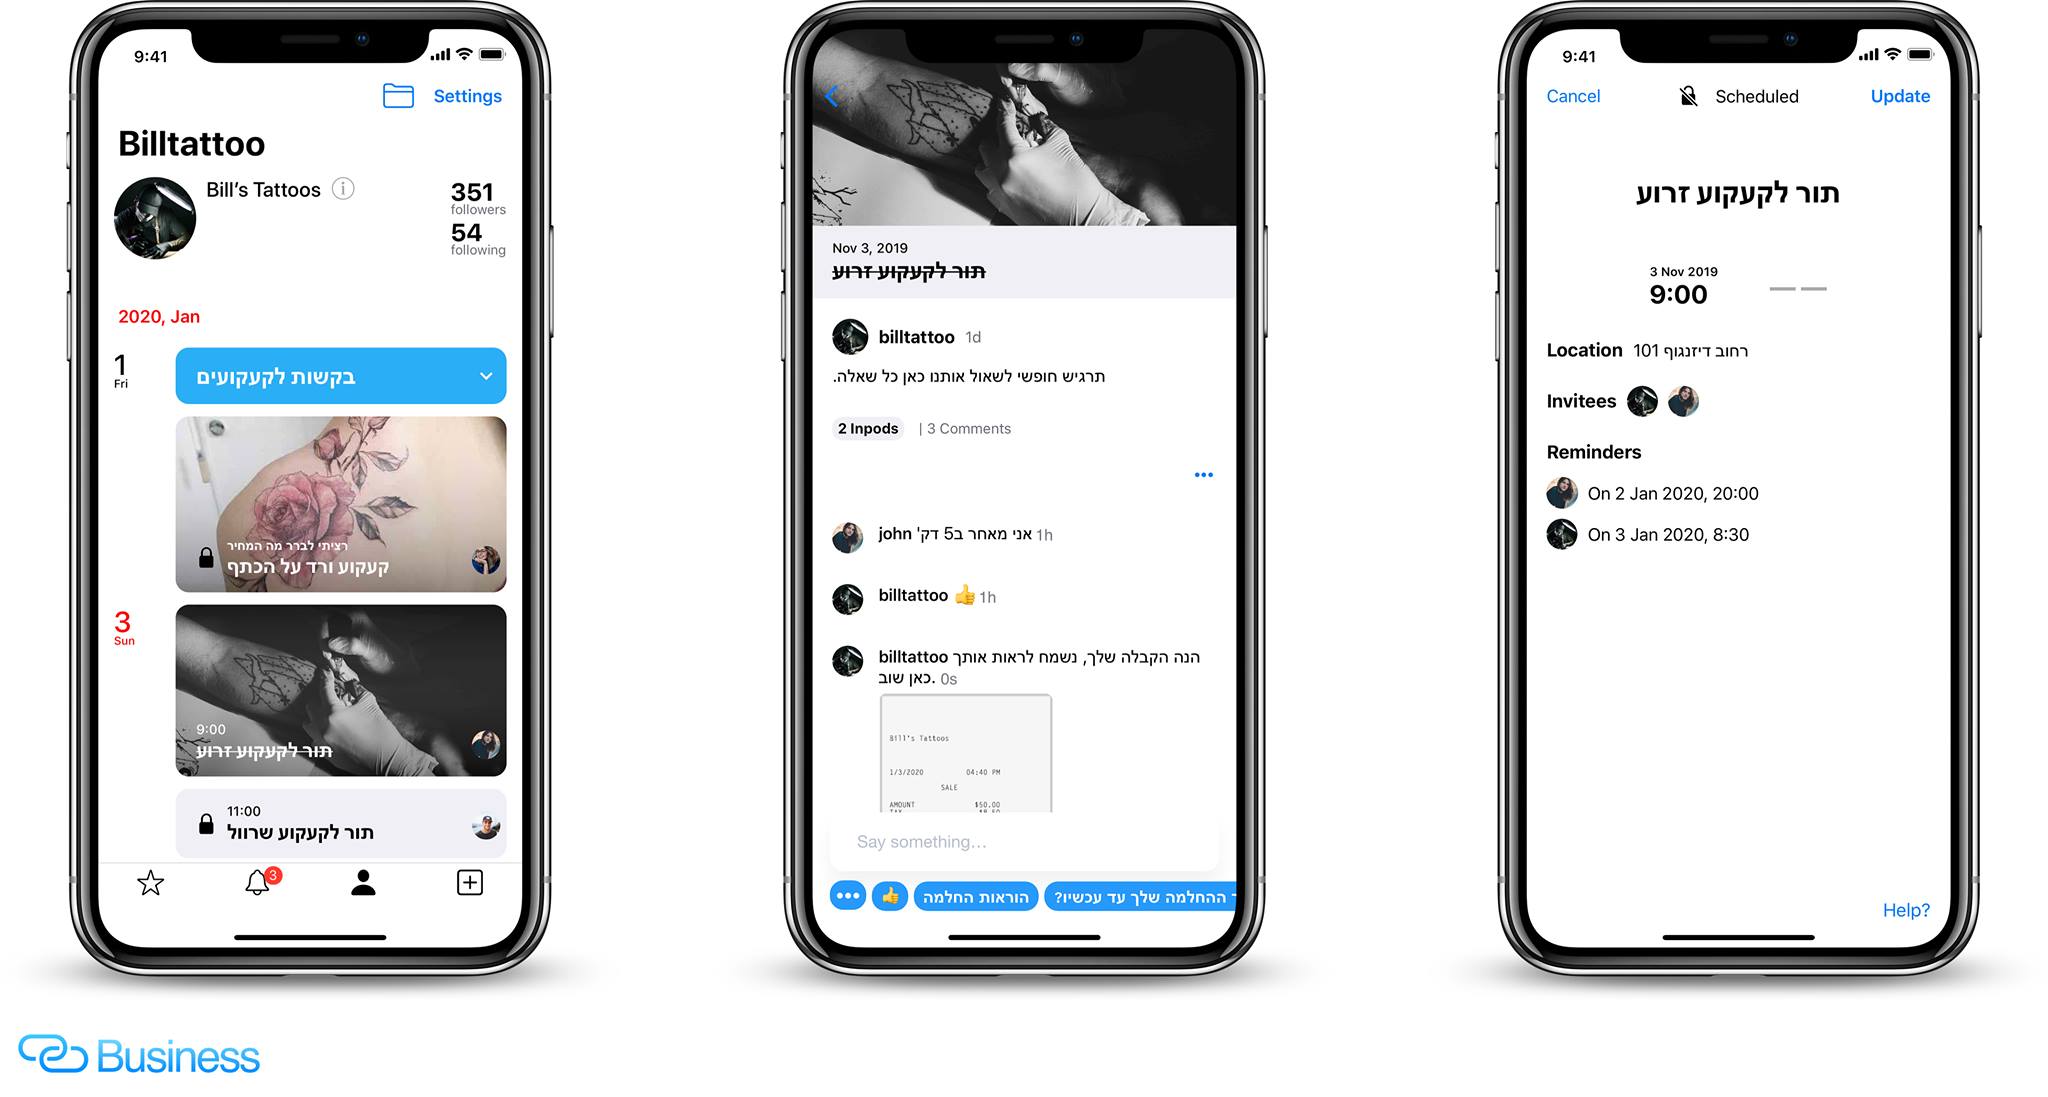 9:41
Settings
Billtattoo
Bill's Tattoos
351
followers
54
following
2020, Jan
1
Fri
בקשות לקעקועים
רציתי לברר מה המחיר
קעקוע ורד על הכתף
3
Sun
9:00
תור לקעקוע זרוע
11:00
תור לקעקוע שרוול
3
Nov 3, 2019
תור לקעקוע זרוע
billtattoo 1d
תרגיש חופשי לשאול אותנו כאן כל שאלה.
2 Inpods | 3 Comments
john אני מאחר ב5 דק' 1h
billtattoo 👍 1h
billtattoo הנה הקבלה שלך, נשמח לראות אותך
כאן שוב. 0s
Bill's Tattoos
1/3/2020 04:40 PM
SALE
AMOUNT $50.00
Say something...
👍 הוראות החלמה ההחלמה שלך עד עכשיו?
9:41
Cancel Scheduled Update
תור לקעקוע זרוע
3 Nov 2019
9:00
Location רחוב דיזנגוף 101
Invitees
Reminders
On 2 Jan 2020, 20:00
On 3 Jan 2020, 8:30
Help?
Business